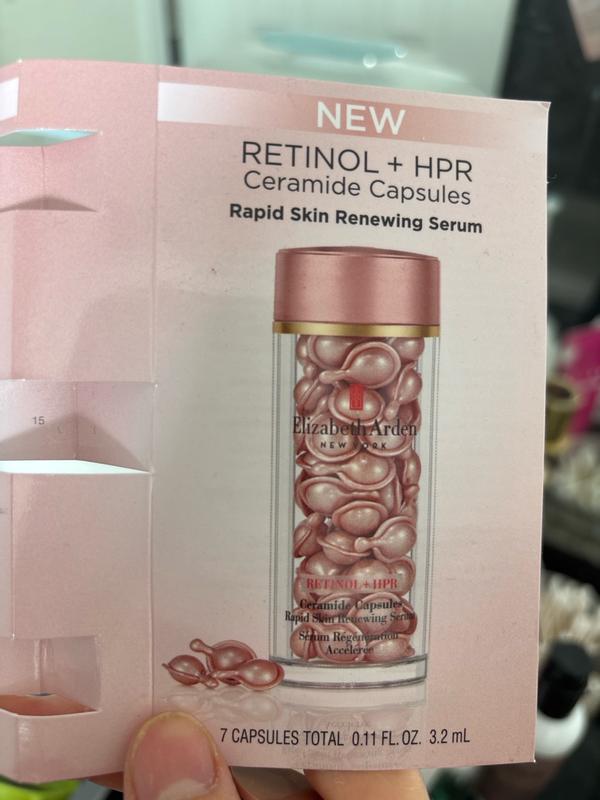 NEW
RETINOL + HPR
Ceramide Capsules
Rapid Skin Renewing Serum
Elizabeth Arden
NEW YORK
RETINOL + HPR
Ceramide Capsules
Rapid Skin Renewing Serum
Sérum Régénération
Accélérée
7 CAPSULES TOTAL 0.11 FL. OZ. 3.2 mL
15